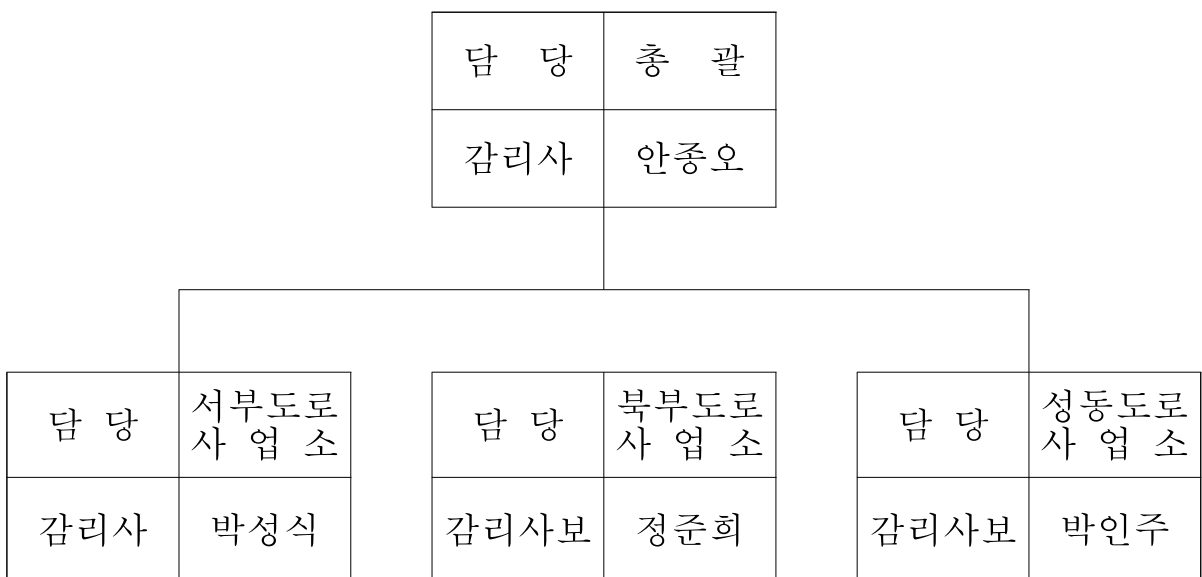 담 당 총 괄
감리사 안종오
담 당 서부도로 사 업 소 담 당 북부도로 사 업 소 담 당 성동도로 사 업 소
감리사 박성식 감리사보 정준희 감리사보 박인주